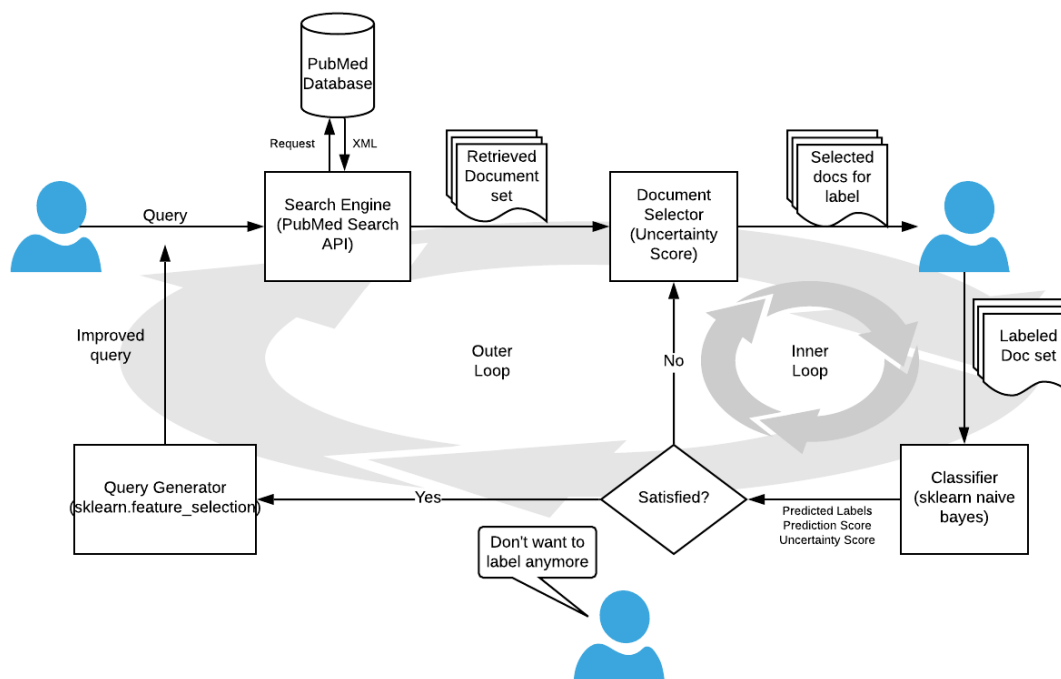 PubMed
Database
Request
XML
Retrieved
Document
set
Selected
docs for
label
Query
Search Engine
(PubMed Search
API)
Document
Selector
(Uncertainty
Score)
Improved
query
Outer
Loop
No
Inner
Loop
Labeled
Doc set
Query Generator
(sklearn.feature_selection)
Yes
Satisfied?
Predicted Labels
Prediction Score
Uncertainty Score
Classifier
(sklearn naive
bayes)
Don't want to
label anymore